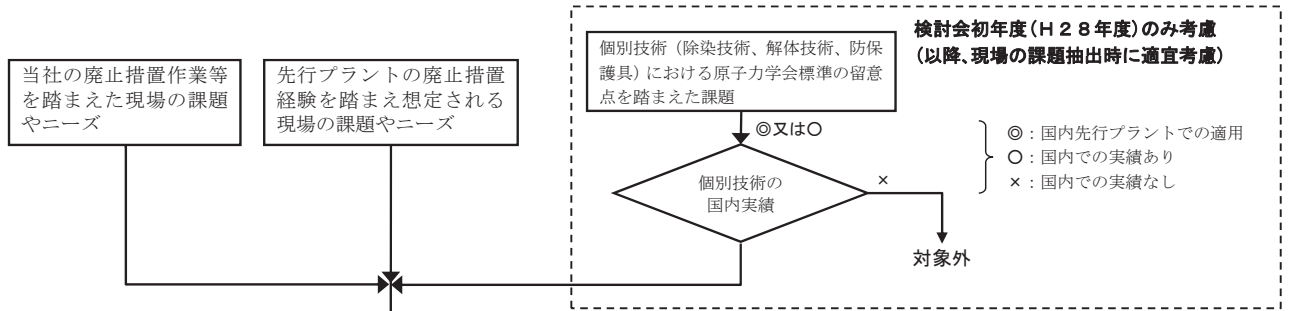 当社の廃止措置作業等
を踏まえた現場の課題
やニーズ
先行プラントの廃止措置
経験を踏まえ想定される
現場の課題やニーズ
個別技術（除染技術、解体技術、防保
護具）における原子力学会標準の留意
点を踏まえた課題
検討会初年度（Ｈ２８年度）のみ考慮
（以降、現場の課題抽出時に適宜考慮）
◎又は〇
◎：国内先行プラントでの適用
〇：国内での実績あり
×：国内での実績なし
個別技術の
国内実績
×
対象外